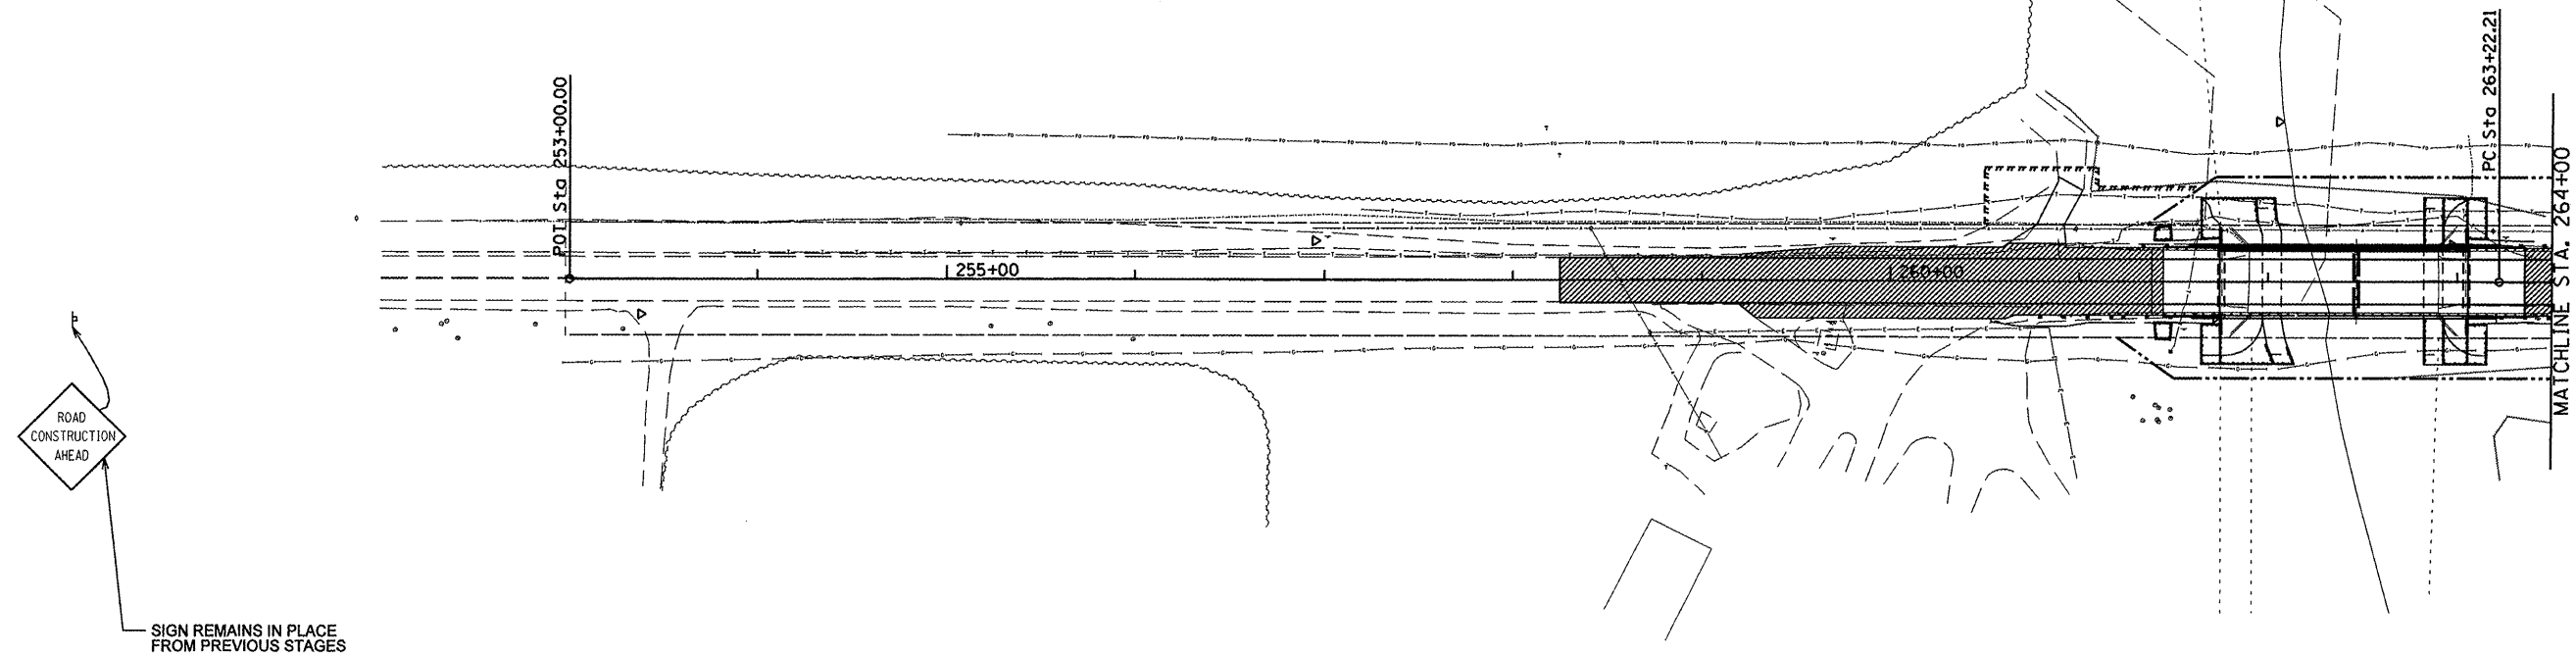 POT Sta 253+00.00
255+00
260+00
PC Sta 263+22.21
MATCHLINE STA. 264+00
ROAD
CONSTRUCTION
AHEAD
SIGN REMAINS IN PLACE
FROM PREVIOUS STAGES